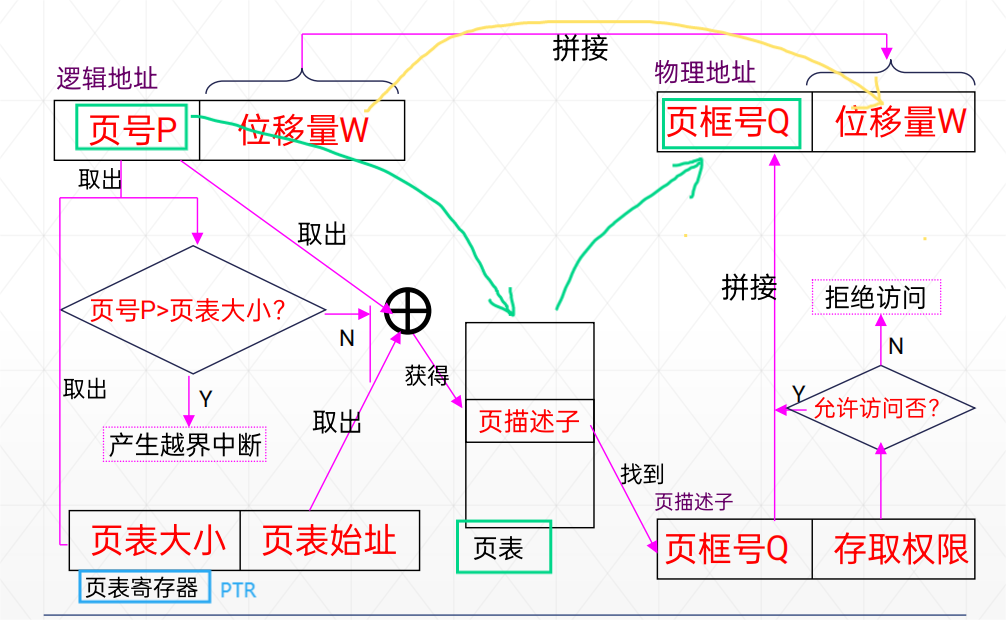 拼接
逻辑地址
物理地址
页号P
位移量W
页框号Q
位移量W
取出
取出
拼接
拒绝访问
页号P>页表大小?
N
N
获得
取出
Y
取出
页描述子
Y
允许访问否?
产生越界中断
找到
页描述子
页表大小
页表始址
页表
页框号Q
存取权限
页表寄存器
PTR